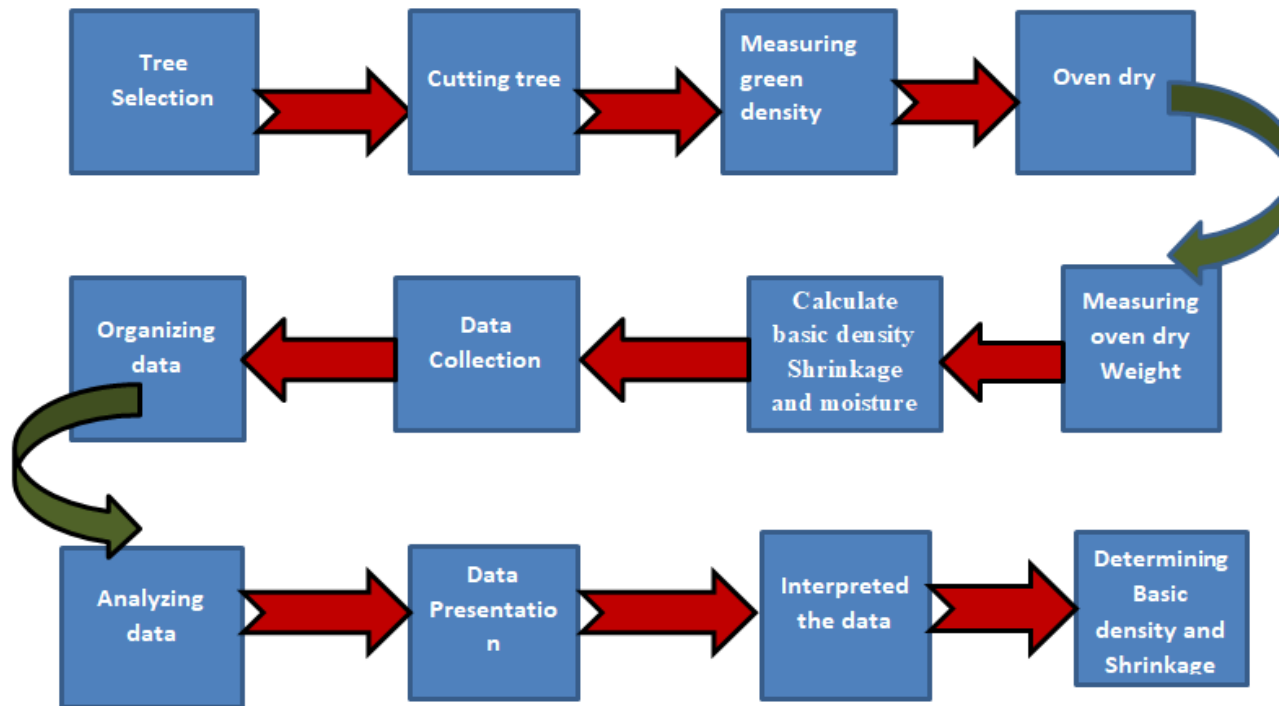 Tree
Selection
Cutting tree
Measuring
green
density
Oven dry
Measuring
oven dry
Weight
Calculate
basic density
Shrinkage
and moisture
Data
Collection
Organizing
data
Analyzing
data
Data
Presentatio
n
Interpreted
the data
Determining
Basic
density and
Shrinkage